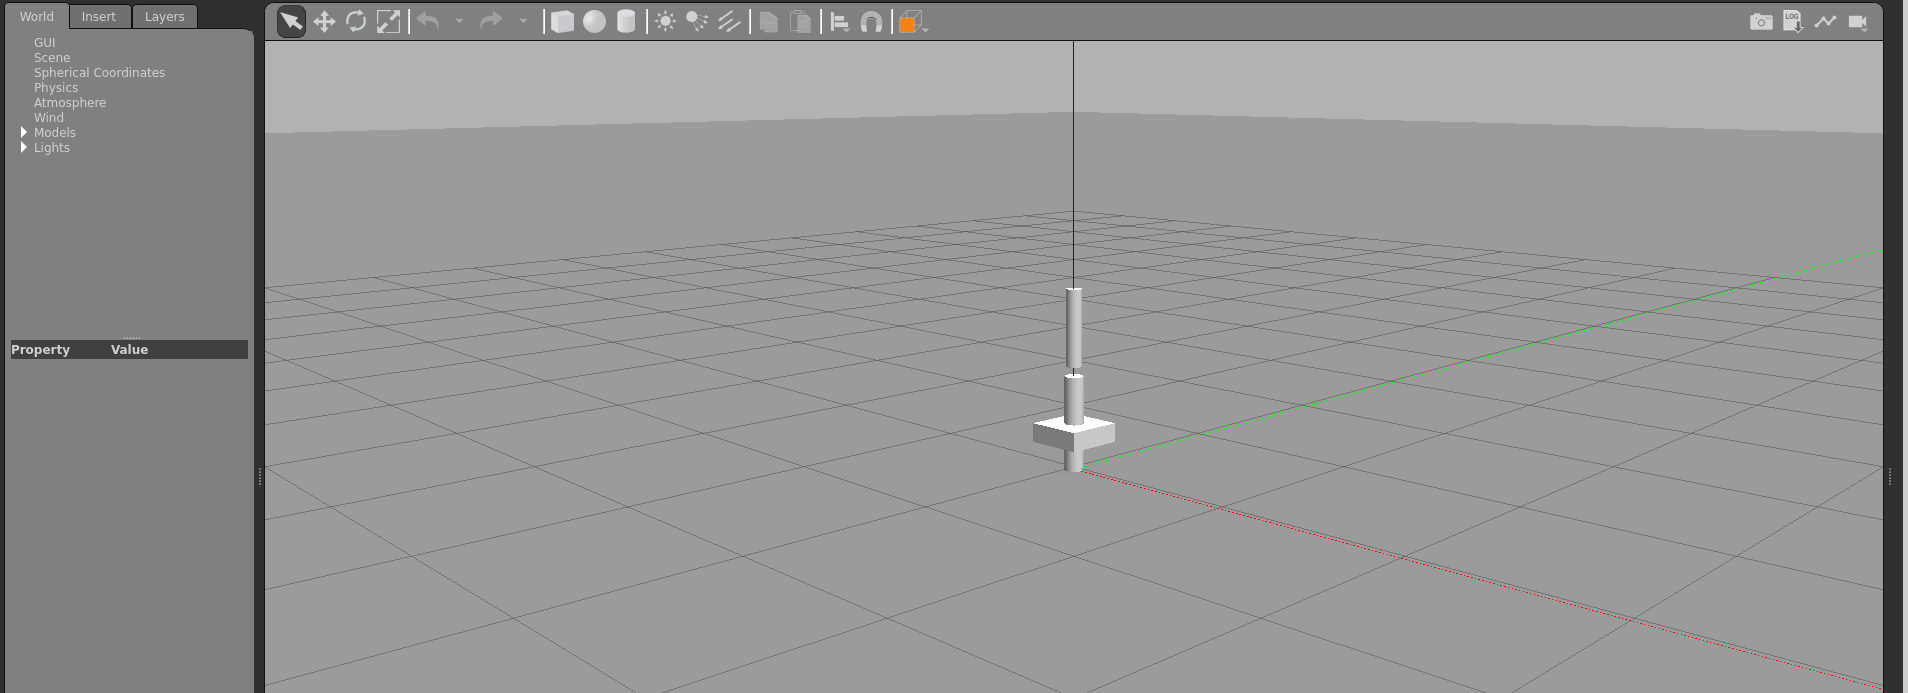 World Insert Layers
GUI
Scene
Spherical Coordinates
Physics
Atmosphere
Wind
Models
Lights
Property Value
LOG